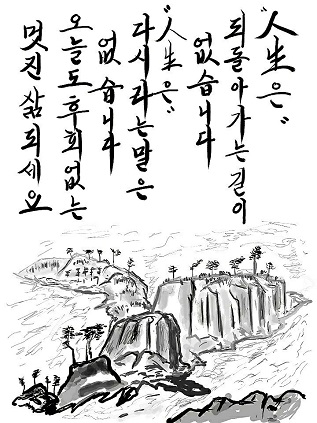 “人生은”
되돌아가는길이
없습니다
“人生은”
다시라는말은
없습니다
오늘도후회없는
멋진삶되세요